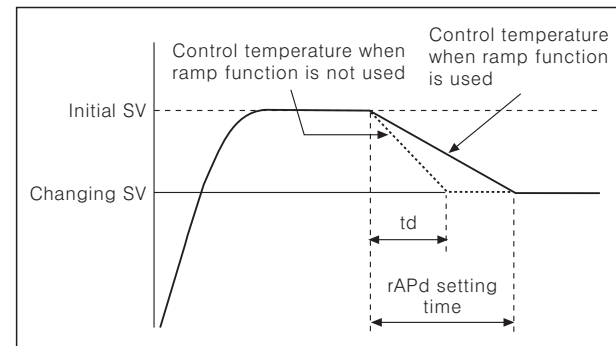 Control temperature when
ramp function is not used
Control temperature
when ramp function
is used
Initial SV
Changing SV
td
rAPd setting
time